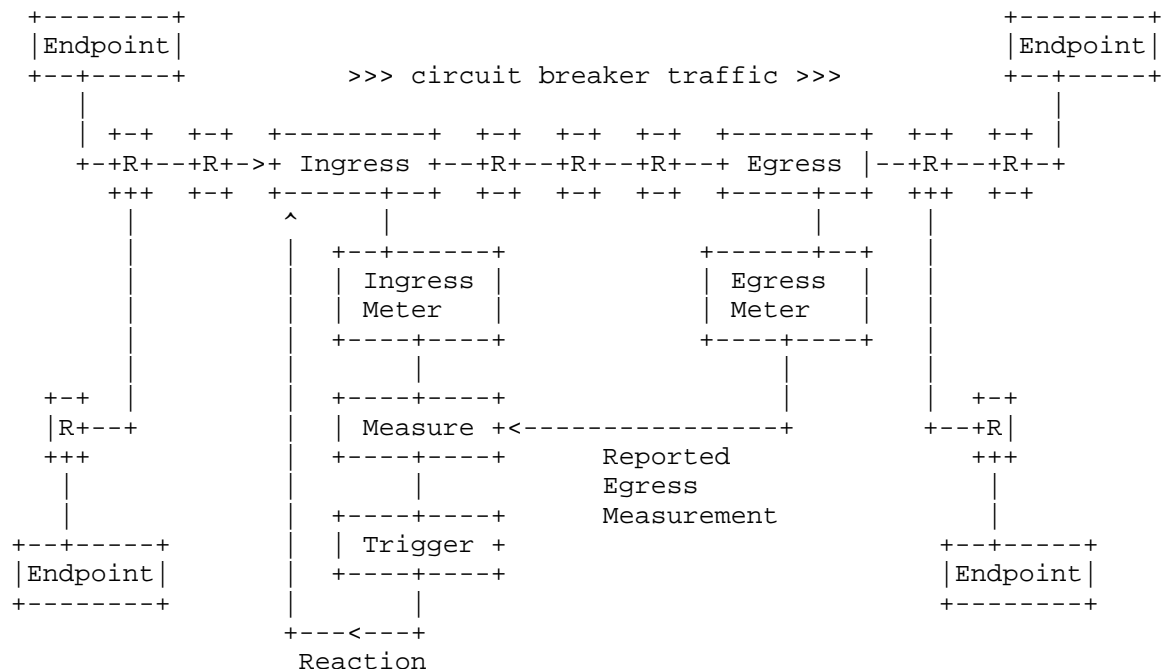 Endpoint Endpoint
>>> circuit breaker traffic >>>
R R Ingress R R R Egress R R
Ingress Egress
Meter Meter
R Measure R
Reported
Egress
Measurement
Trigger
Endpoint Endpoint
Reaction